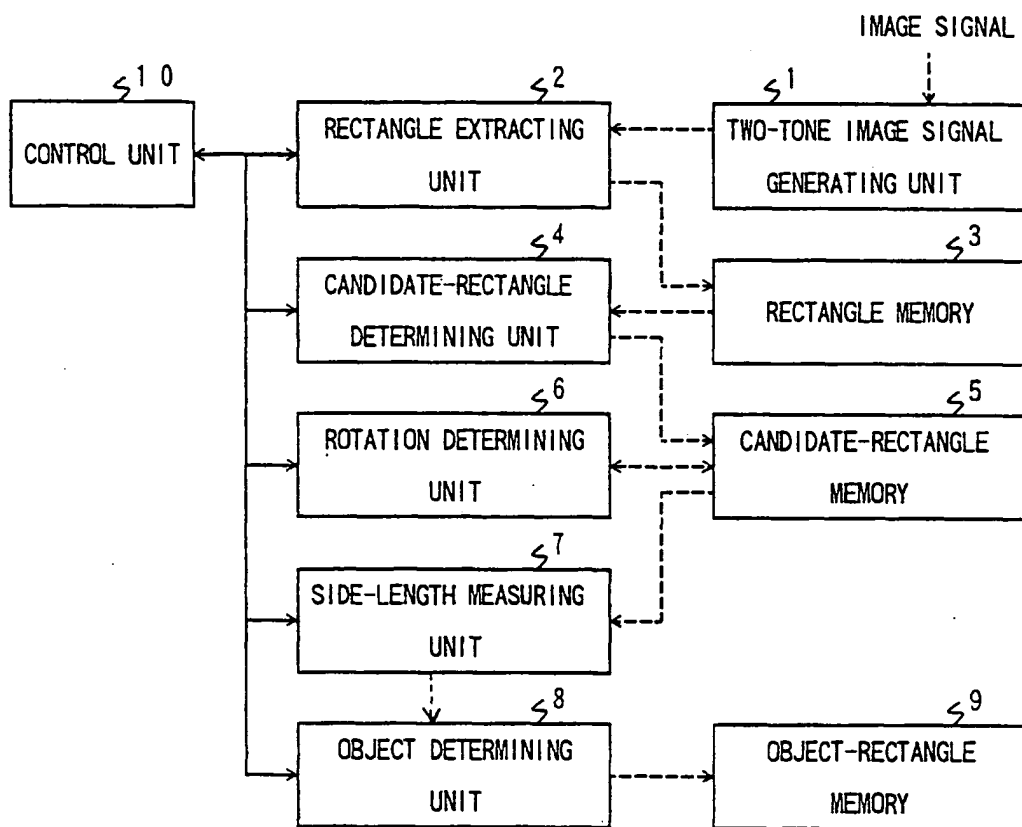 IMAGE SIGNAL
10
CONTROL UNIT
2
RECTANGLE EXTRACTING
UNIT
1
TWO-TONE IMAGE SIGNAL
GENERATING UNIT
4
CANDIDATE-RECTANGLE
DETERMINING UNIT
3
RECTANGLE MEMORY
6
ROTATION DETERMINING
UNIT
5
CANDIDATE-RECTANGLE
MEMORY
7
SIDE-LENGTH MEASURING
UNIT
8
OBJECT DETERMINING
UNIT
9
OBJECT-RECTANGLE
MEMORY